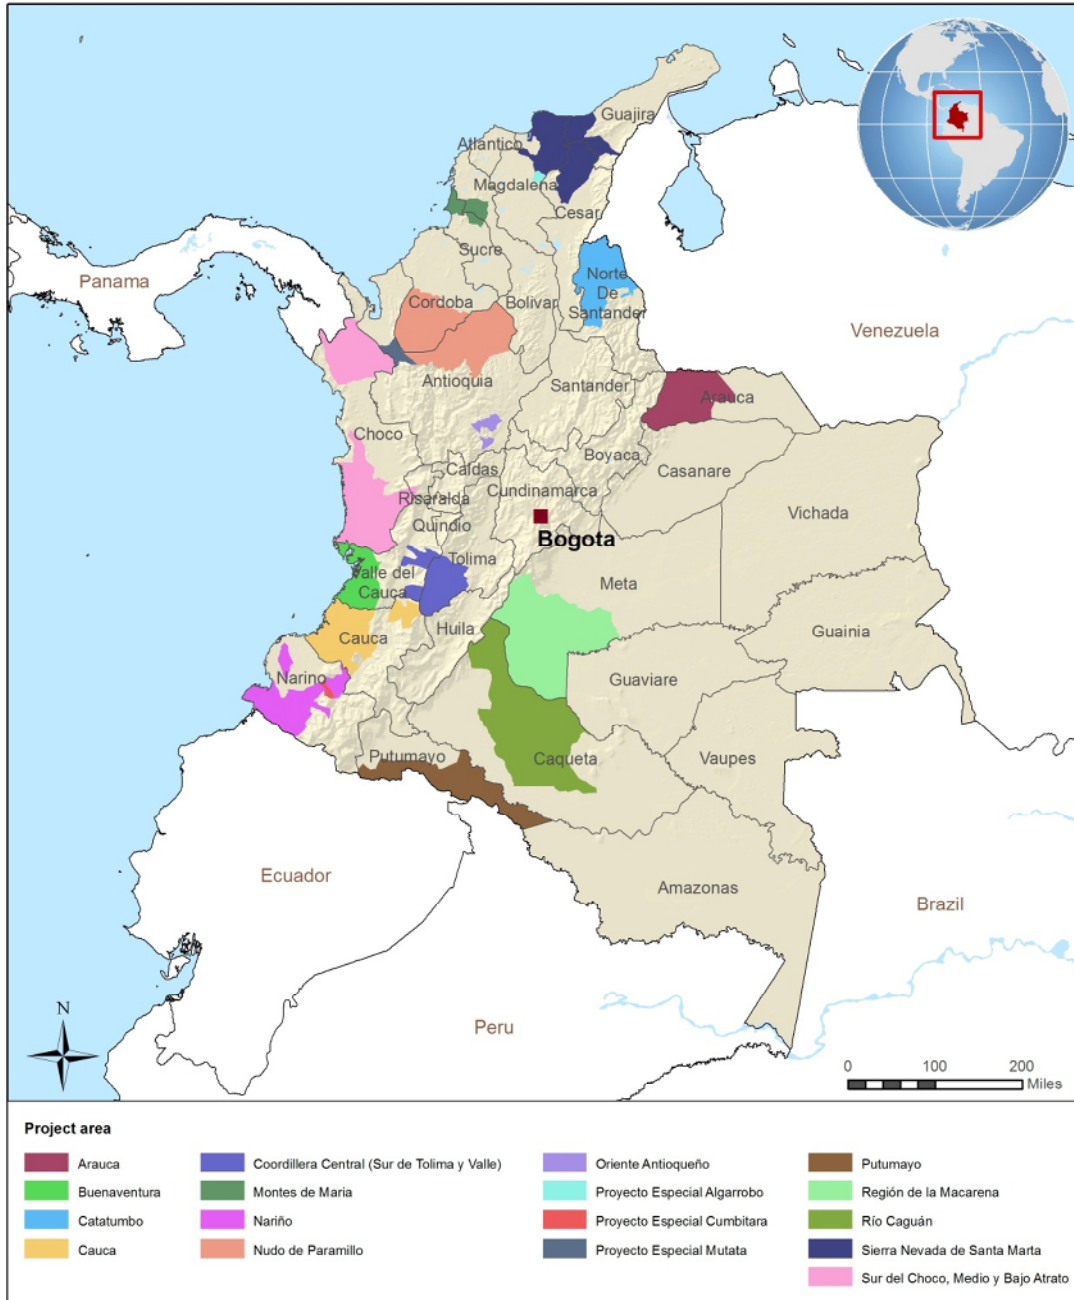 Guajira
Atlantico
Magdalena
Cesar
Sucre
Norte
De
Santander
Panama
Cordoba
Bolivar
Venezuela
Antioquia
Santander
Arauca
Choco
Boyaca
Casanare
Caldas
Cundinamarca
Risaralda
Vichada
Quindio
Bogota
Tolima
Valle del
Cauca
Meta
Huila
Guainia
Cauca
Narino
Guaviare
Putumayo
Caqueta
Vaupes
Ecuador
Amazonas
Brazil
Peru
N
0 100 200
Miles
Project area
Arauca
Buenaventura
Catatumbo
Cauca
Coordillera Central (Sur de Tolima y Valle)
Montes de Maria
Nariño
Nudo de Paramillo
Oriente Antioqueño
Proyecto Especial Algarrobo
Proyecto Especial Cumbitara
Proyecto Especial Mutata
Putumayo
Región de la Macarena
Río Caguán
Sierra Nevada de Santa Marta
Sur del Choco, Medio y Bajo Atrato